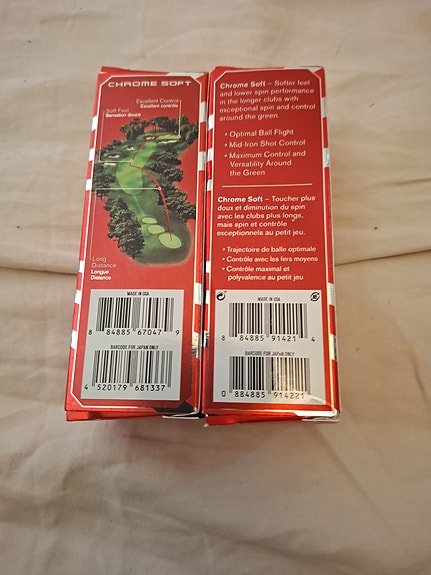 CHROME SOFT
Excellent Control
Excellent contrôle
Soft Feel
Sensation douce
Long
Distance
Longue
Distance
MADE IN USA
8 84885 67047 9
BARCODE FOR JAPAN ONLY
4 520179 681337
Chrome Soft – Softer feel
and lower spin performance
in the longer clubs with
exceptional spin and control
around the green.
• Optimal Ball Flight
• Mid-Iron Shot Control
• Maximum Control and
Versatility Around
the Green
Chrome Soft – Toucher plus
doux et diminution du spin
avec les clubs plus longs,
mais spin et contrôle
exceptionnels au petit jeu.
• Trajectoire de balle optimale
• Contrôle avec les fers moyens
• Contrôle maximal et
polyvalence au petit jeu
MADE IN USA
8 84885 91421 4
BARCODE FOR JAPAN ONLY
0 884885 914221